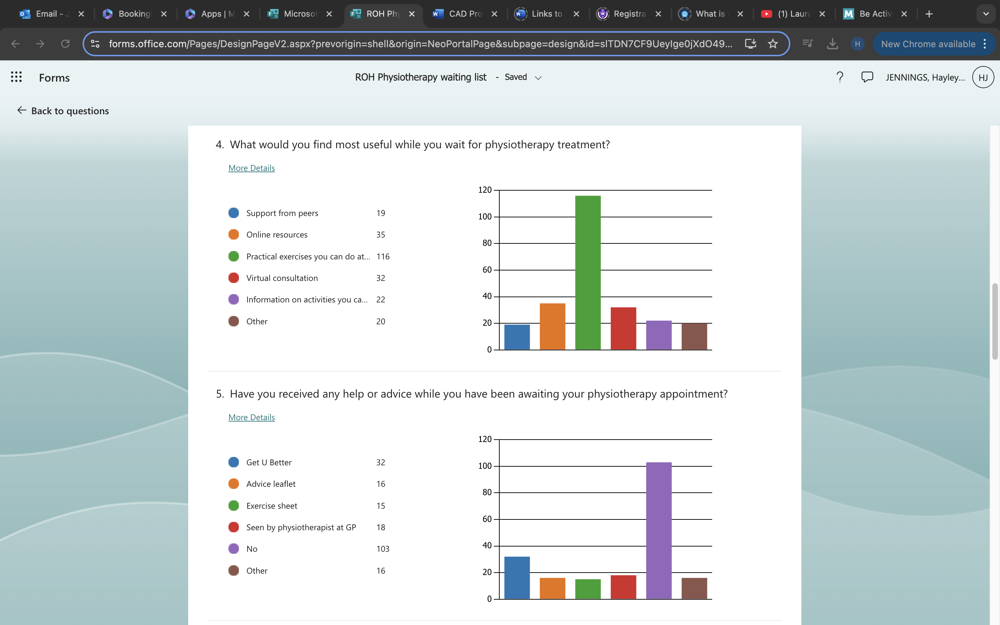 Email - J
Booking
Apps | M
Microsof
ROH Phy
CAD Pro
Links to
Registra
What is
(1) Laura
Be Activ
forms.office.com/Pages/DesignPageV2.aspx?prevorigin=shell&origin=NeoPortalPage&subpage=design&id=slTDN7CF9UeyIge0jXdO49...
H
New Chrome available
Forms
ROH Physiotherapy waiting list - Saved
?
JENNINGS, Hayley...
HJ
Back to questions
4. What would you find most useful while you wait for physiotherapy treatment?
More Details
Support from peers 19
Online resources 35
Practical exercises you can do at... 116
Virtual consultation 32
Information on activities you ca... 22
Other 20
120
100
80
60
40
20
0
5. Have you received any help or advice while you have been awaiting your physiotherapy appointment?
More Details
Get U Better 32
Advice leaflet 16
Exercise sheet 15
Seen by physiotherapist at GP 18
No 103
Other 16
120
100
80
60
40
20
0